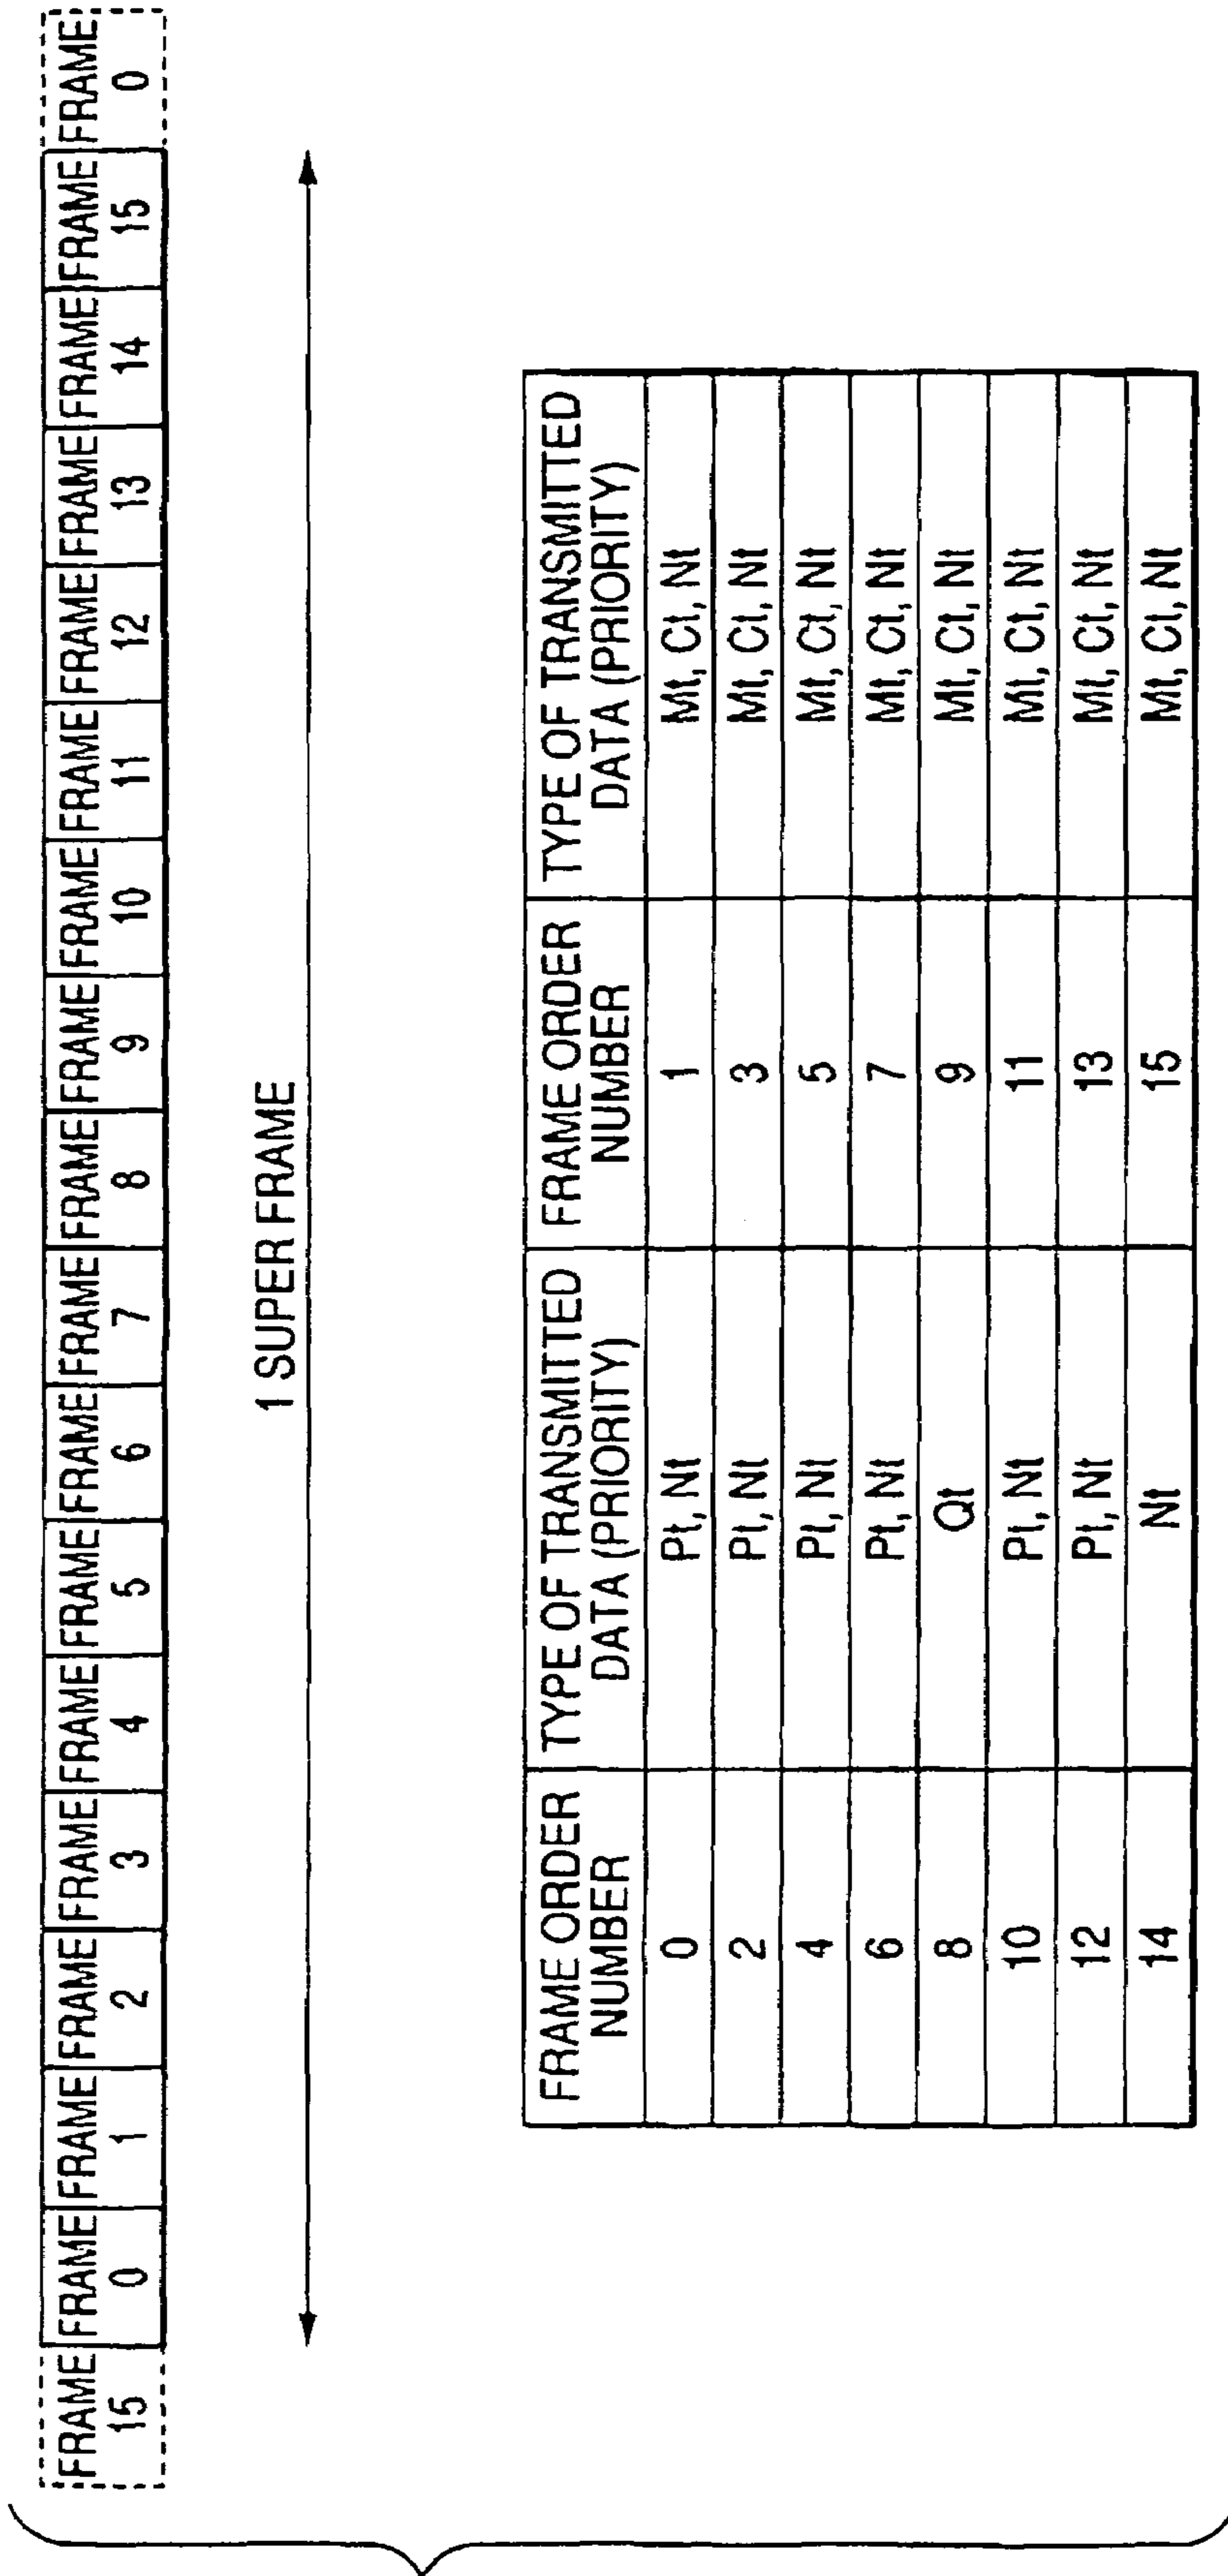 FRAME FRAME FRAME FRAME FRAME FRAME FRAME FRAME FRAME FRAME FRAME FRAME FRAME FRAME FRAME FRAME FRAME FRAME
15 0 1 2 3 4 5 6 7 8 9 10 11 12 13 14 15 0
1 SUPER FRAME
FRAME ORDER TYPE OF TRANSMITTED FRAME ORDER TYPE OF TRANSMITTED
NUMBER DATA (PRIORITY) NUMBER DATA (PRIORITY)
0 Pt, Nt 1 Mt, Ct, Nt
2 Pt, Nt 3 Mt, Ct, Nt
4 Pt, Nt 5 Mt, Ct, Nt
6 Pt, Nt 7 Mt, Ct, Nt
8 Qt 9 Mt, Ct, Nt
10 Pt, Nt 11 Mt, Ct, Nt
12 Pt, Nt 13 Mt, Ct, Nt
14 Nt 15 Mt, Ct, Nt